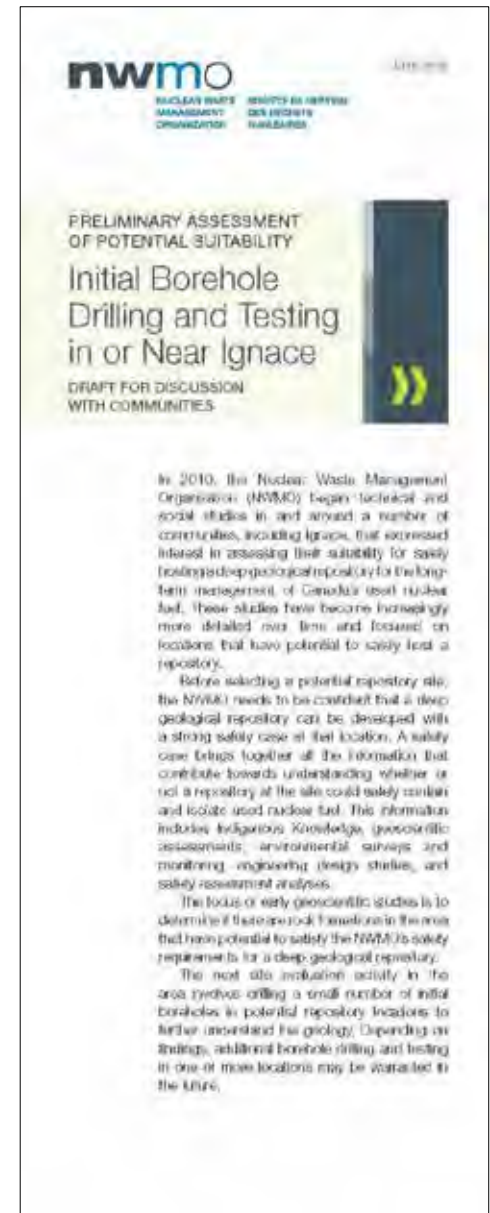 nwmo
NUCLEAR WASTE MANAGEMENT ORGANIZATION
SOCIÉTÉ DE GESTION DES DÉCHETS NUCLÉAIRES
PRELIMINARY ASSESSMENT
OF POTENTIAL SUITABILITY
Initial Borehole
Drilling and Testing
in or Near Ignace
DRAFT FOR DISCUSSION
WITH COMMUNITIES
In 2010, the Nuclear Waste Management
Organization (NWMO) began technical and
social studies in and around a number of
communities, including Ignace, that expressed
interest in assessing their suitability for safely
hosting a deep geological repository for the long-
term management of Canada's used nuclear
fuel. These studies have become increasingly
more detailed over time and focused on
locations that have potential to safely host a
repository.
Before selecting a potential repository site,
the NWMO needs to be confident that a deep
geological repository can be developed with
a strong safety case at that location. A safety
case brings together all the information that
contribute towards understanding whether or
not a repository at the site could safely contain
and isolate used nuclear fuel. This information
includes Indigenous Knowledge, geoscientific
assessments, environmental surveys and
monitoring, engineering design studies, and
safety assessment analyses.
The focus of early geoscientific studies is to
determine if there are rock formations in the area
that have potential to satisfy the NWMO's safety
requirements for a deep geological repository.
The next site evaluation activity in the
area involves drilling a small number of initial
boreholes in potential repository locations to
further understand the geology. Depending on
findings, additional borehole drilling and testing
in one or more locations may be warranted in
the future.